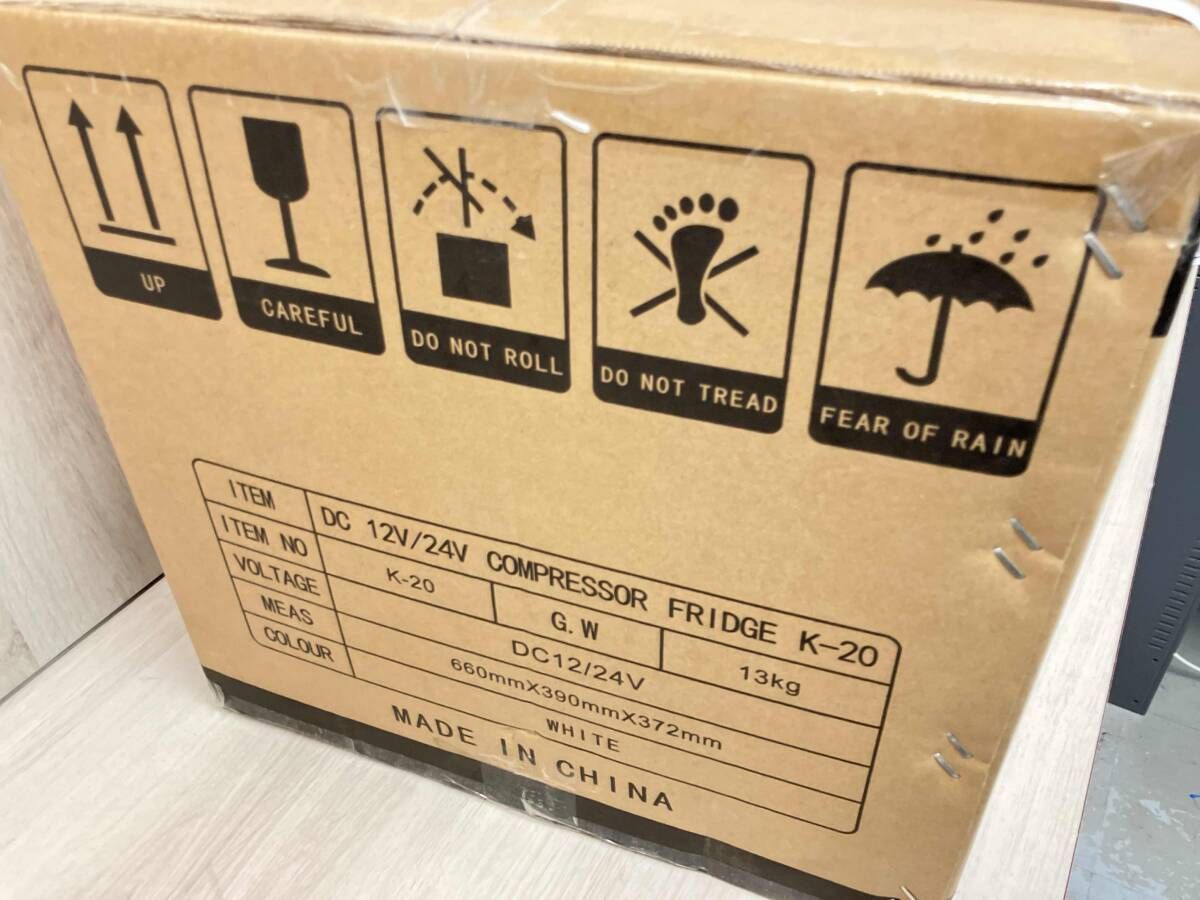 UP
CAREFUL
DO NOT ROLL
DO NOT TREAD
FEAR OF RAIN
ITEM DC 12V/24V COMPRESSOR FRIDGE K-20
ITEM NO K-20 G.W 13kg
VOLTAGE DC12/24V
MEAS 660mmX390mmX372mm
COLOUR WHITE
MADE IN CHINA